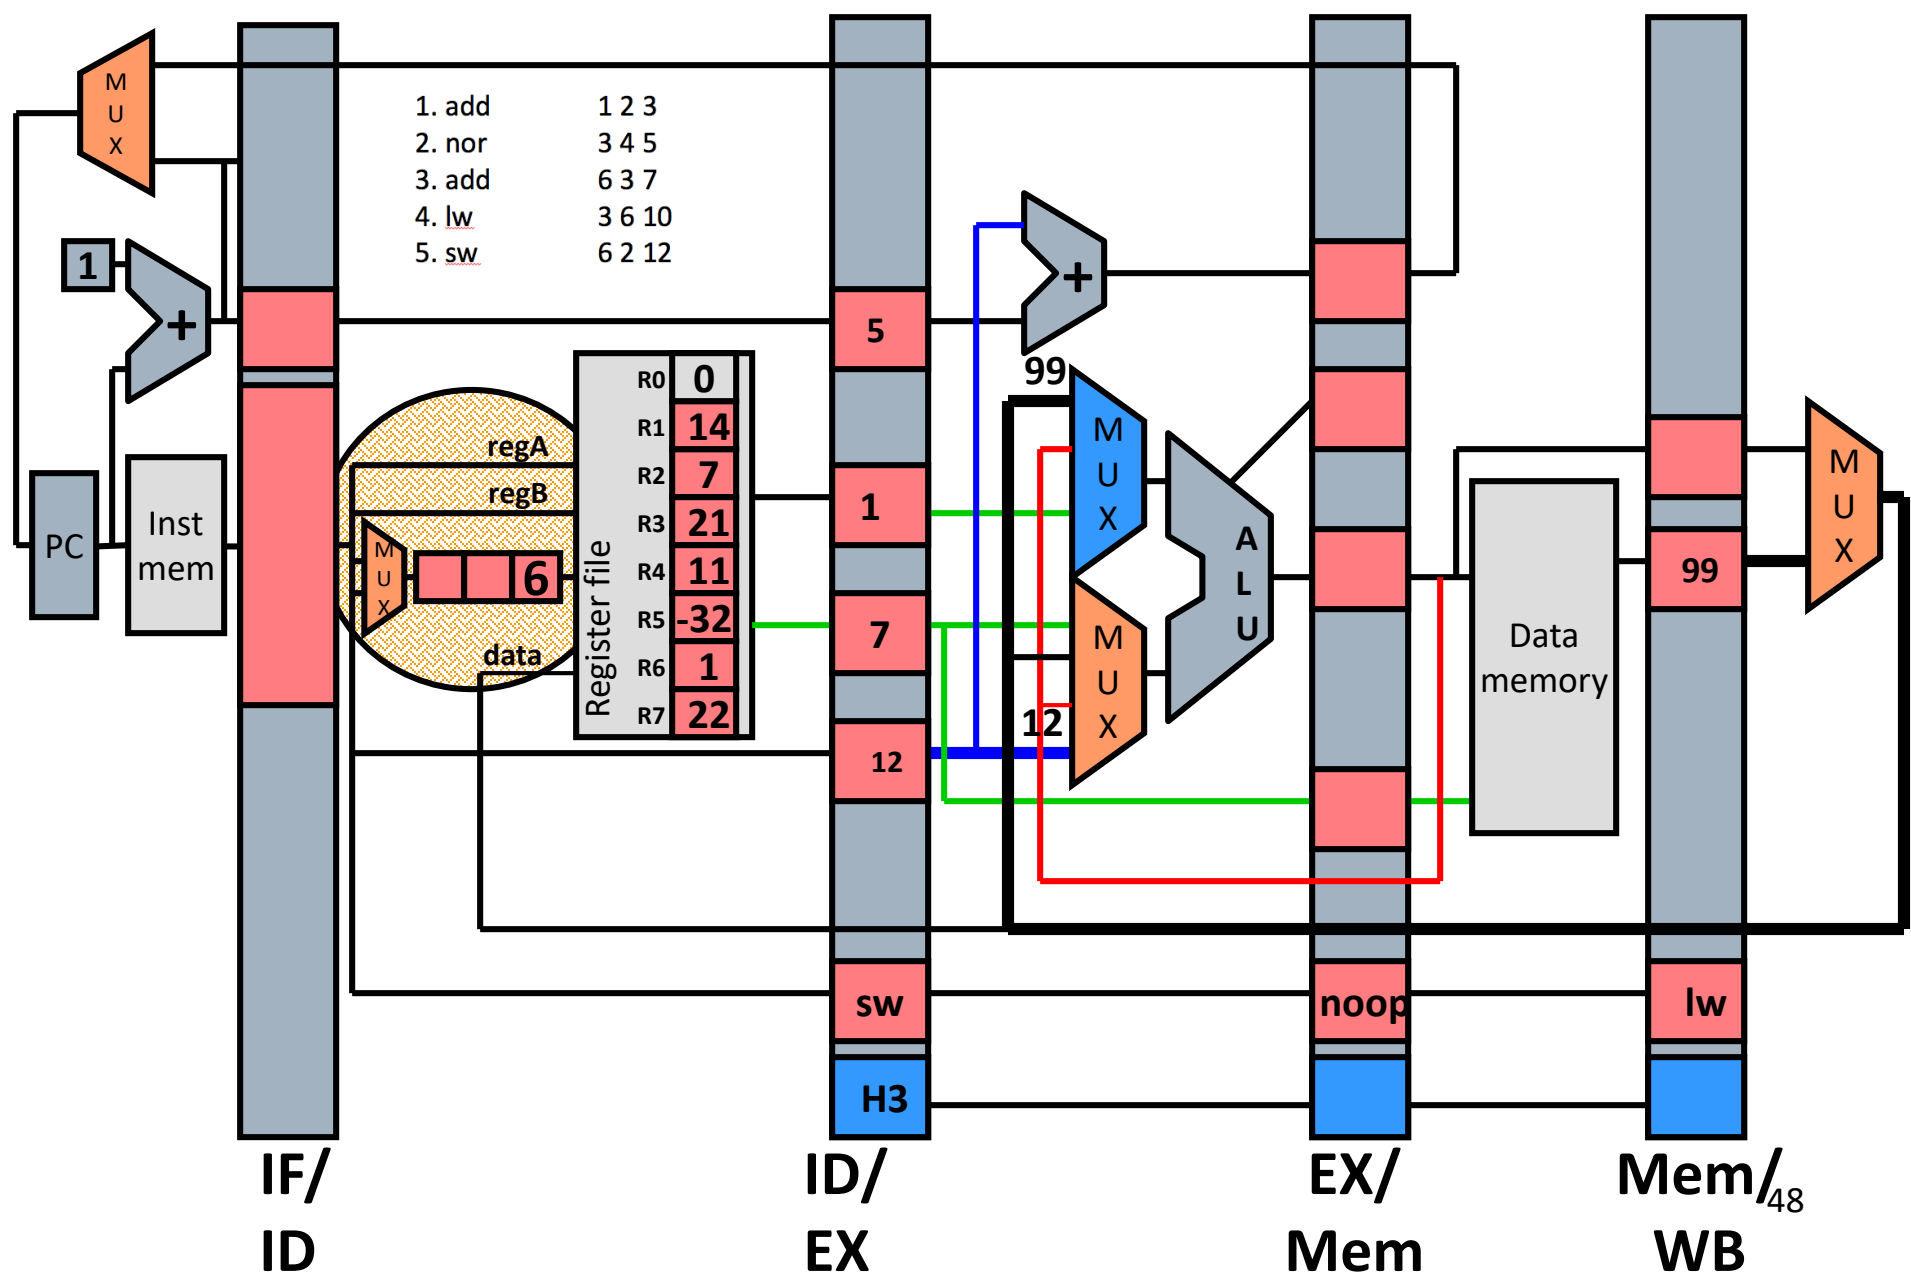 M
U
X
1. add 1 2 3
2. nor 3 4 5
3. add 6 3 7
4. lw 3 6 10
5. sw 6 2 12
1
+
+
5
99
R0 0
R1 14
R2 7
R3 21
R4 11
R5 -32
R6 1
R7 22
Register file
regA
regB
M
U
X
6
data
PC
Inst
mem
1
7
12
M
U
X
M
U
X
12
A
L
U
Data
memory
99
M
U
X
sw
noop
lw
H3
IF/
ID
ID/
EX
EX/
Mem
Mem/
WB
48